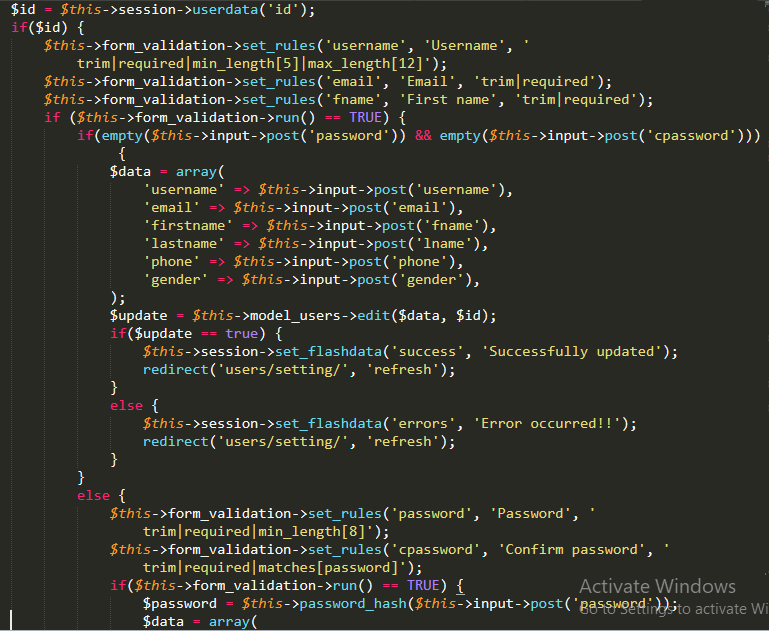 $id = $this->session->userdata('id');
if($id) {
$this->form_validation->set_rules('username', 'Username', '
trim|required|min_length[5]|max_length[12]');
$this->form_validation->set_rules('email', 'Email', 'trim|required');
$this->form_validation->set_rules('fname', 'First name', 'trim|required');
if ($this->form_validation->run() == TRUE) {
if(empty($this->input->post('password')) && empty($this->input->post('cpassword')))
{
$data = array(
'username' => $this->input->post('username'),
'email' => $this->input->post('email'),
'firstname' => $this->input->post('fname'),
'lastname' => $this->input->post('lname'),
'phone' => $this->input->post('phone'),
'gender' => $this->input->post('gender'),
);
$update = $this->model_users->edit($data, $id);
if($update == true) {
$this->session->set_flashdata('success', 'Successfully updated');
redirect('users/setting/', 'refresh');
}
else {
$this->session->set_flashdata('errors', 'Error occurred!!');
redirect('users/setting/', 'refresh');
}
}
else {
$this->form_validation->set_rules('password', 'Password', '
trim|required|min_length[8]');
$this->form_validation->set_rules('cpassword', 'Confirm password', '
trim|required|matches[password]');
if($this->form_validation->run() == TRUE) {
Activate Windows
$password = $this->password_hash($this->input->post('password'));
Go to Settings to activate Wi
$data = array(